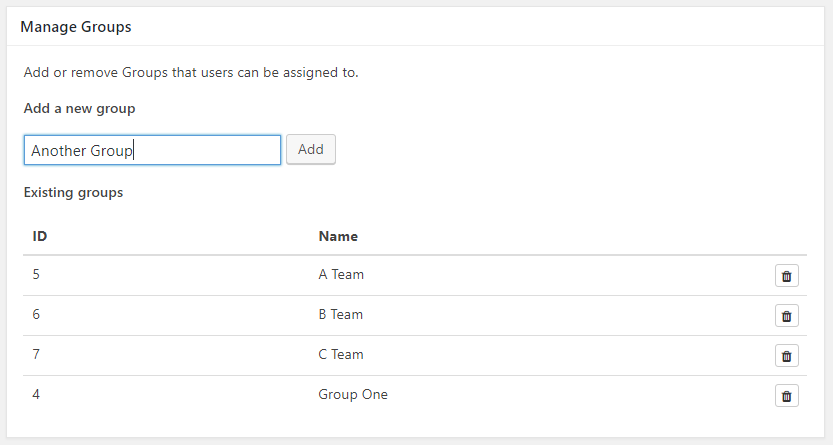 Manage Groups
Add or remove Groups that users can be assigned to.
Add a new group
Another Group Add
Existing groups
ID Name
5 A Team
6 B Team
7 C Team
4 Group One